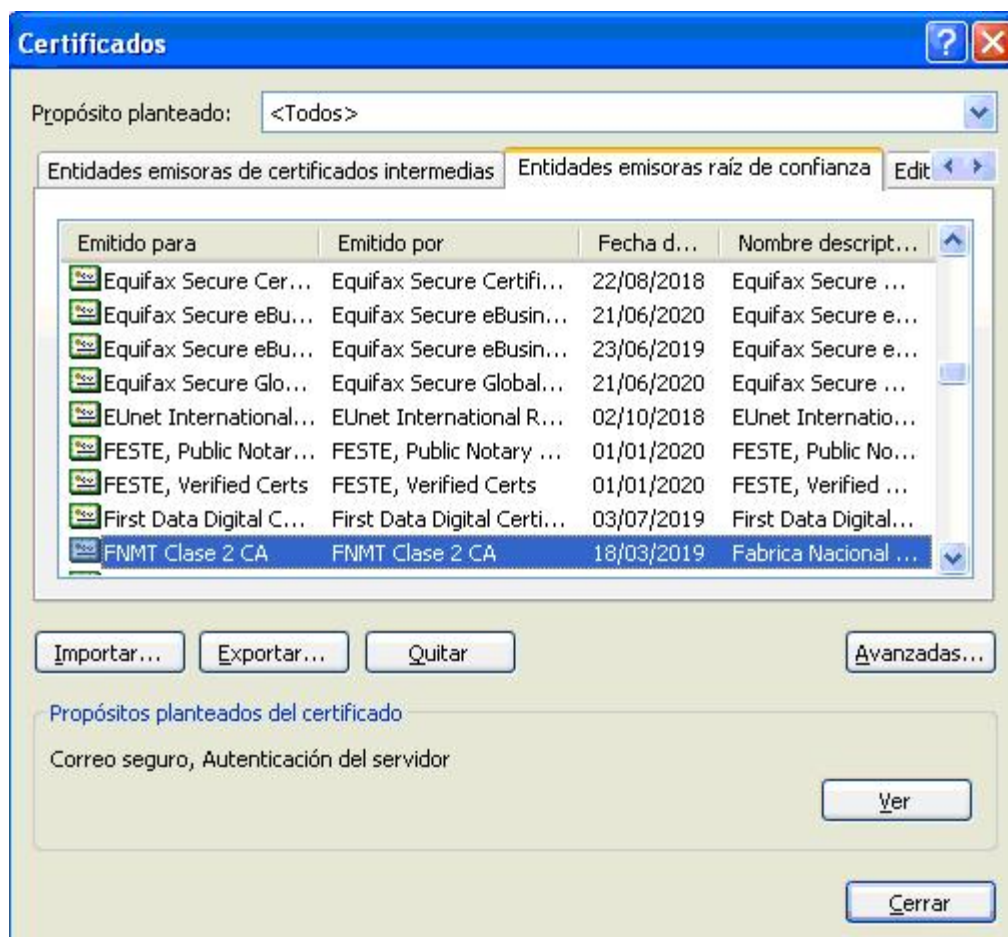 Certificados
Propósito planteado: <Todos>
Entidades emisoras de certificados intermedias Entidades emisoras raíz de confianza Edit
Emitido para Emitido por Fecha d... Nombre descript...
Equifax Secure Cer... Equifax Secure Certifi... 22/08/2018 Equifax Secure ...
Equifax Secure eBu... Equifax Secure eBusin... 21/06/2020 Equifax Secure e...
Equifax Secure eBu... Equifax Secure eBusin... 23/06/2019 Equifax Secure e...
Equifax Secure Glo... Equifax Secure Global... 21/06/2020 Equifax Secure ...
EUnet International... EUnet International R... 02/10/2018 EUnet Internatio...
FESTE, Public Notar... FESTE, Public Notary ... 01/01/2020 FESTE, Public No...
FESTE, Verified Certs FESTE, Verified Certs 01/01/2020 FESTE, Verified ...
First Data Digital C... First Data Digital Certi... 03/07/2019 First Data Digital...
FNMT Clase 2 CA FNMT Clase 2 CA 18/03/2019 Fabrica Nacional ...
Importar... Exportar... Quitar Avanzadas...
Propósitos planteados del certificado
Correo seguro, Autenticación del servidor
Ver
Cerrar